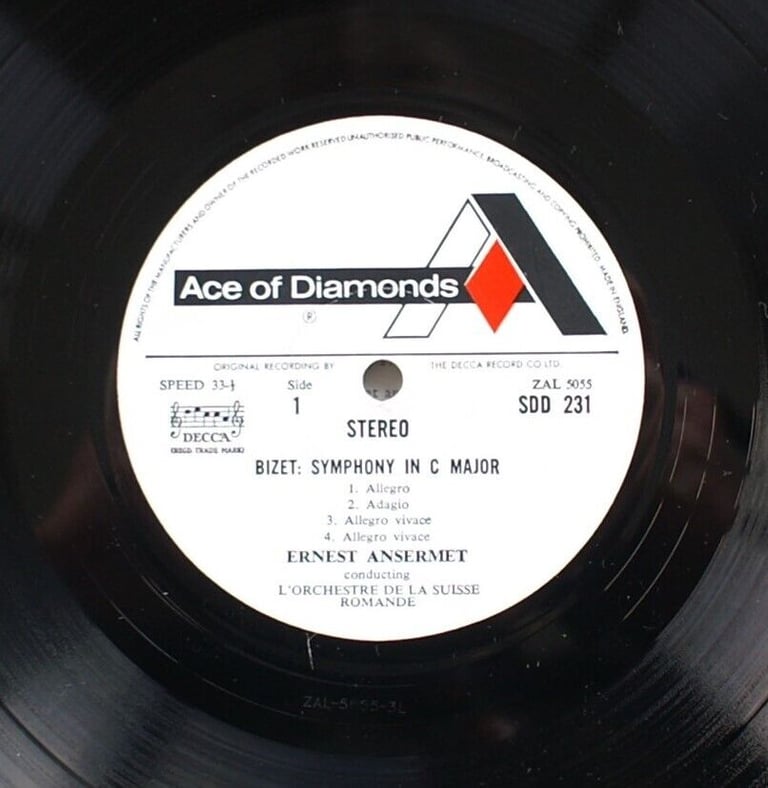 ALL RIGHTS OF THE MANUFACTURERS AND OWNER OF THE RECORDED WORK RESERVED UNAUTHORISED PUBLIC PERFORMANCE, BROADCASTING AND COPYING PROHIBITED. MADE IN ENGLAND.
Ace of Diamonds
®
ORIGINAL RECORDING BY THE DECCA RECORD CO LTD.
SPEED 33⅓ Side ZAL 5055
1 SDD 231
DECCA
(REGD TRADE MARK)
STEREO
BIZET: SYMPHONY IN C MAJOR
1. Allegro
2. Adagio
3. Allegro vivace
4. Allegro vivace
ERNEST ANSERMET
conducting
L'ORCHESTRE DE LA SUISSE
ROMANDE